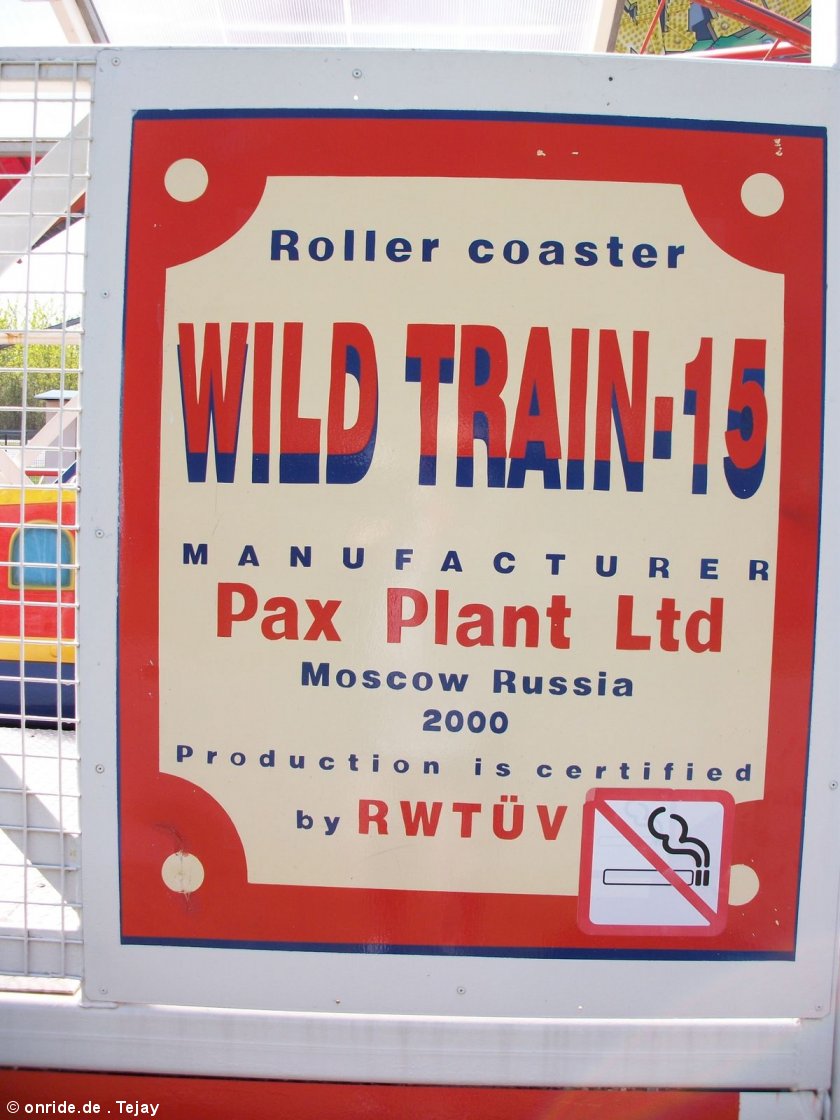 Roller coaster
WILD TRAIN-15
MANUFACTURER
Pax Plant Ltd
Moscow Russia
2000
Production is certified
by RWTÜV
© onride.de . Tejay